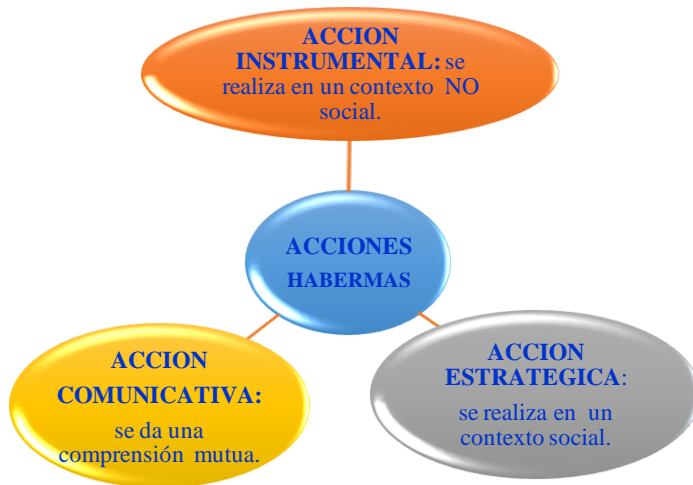 ACCION
INSTRUMENTAL: se
realiza en un contexto NO
social.
ACCIONES
HABERMAS
ACCION
COMUNICATIVA:
se da una
comprensión mutua.
ACCION
ESTRATEGICA:
se realiza en un
contexto social.